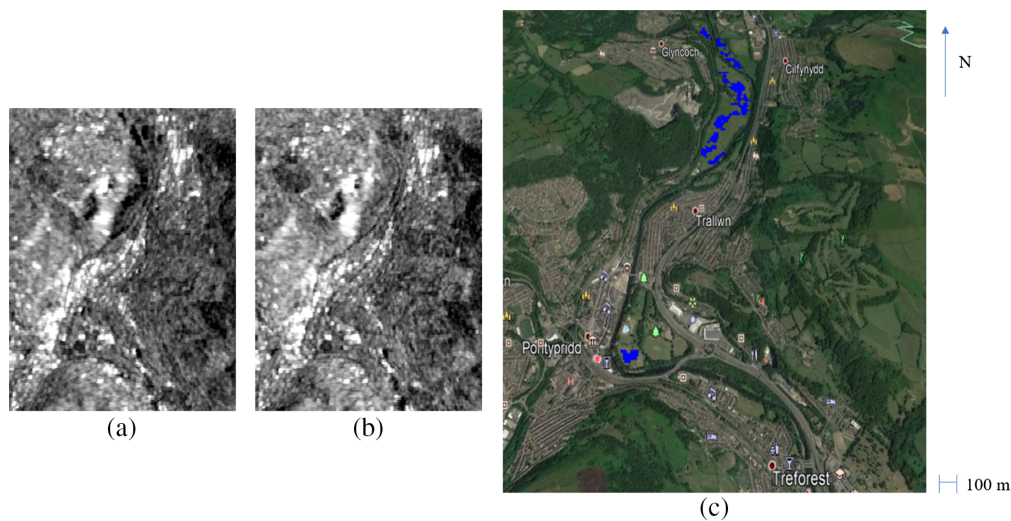 Glyncoch
Cilfynydd
N
Trallwn
n
Pontypridd
H
Treforest
100 m
(a)
(b)
(c)